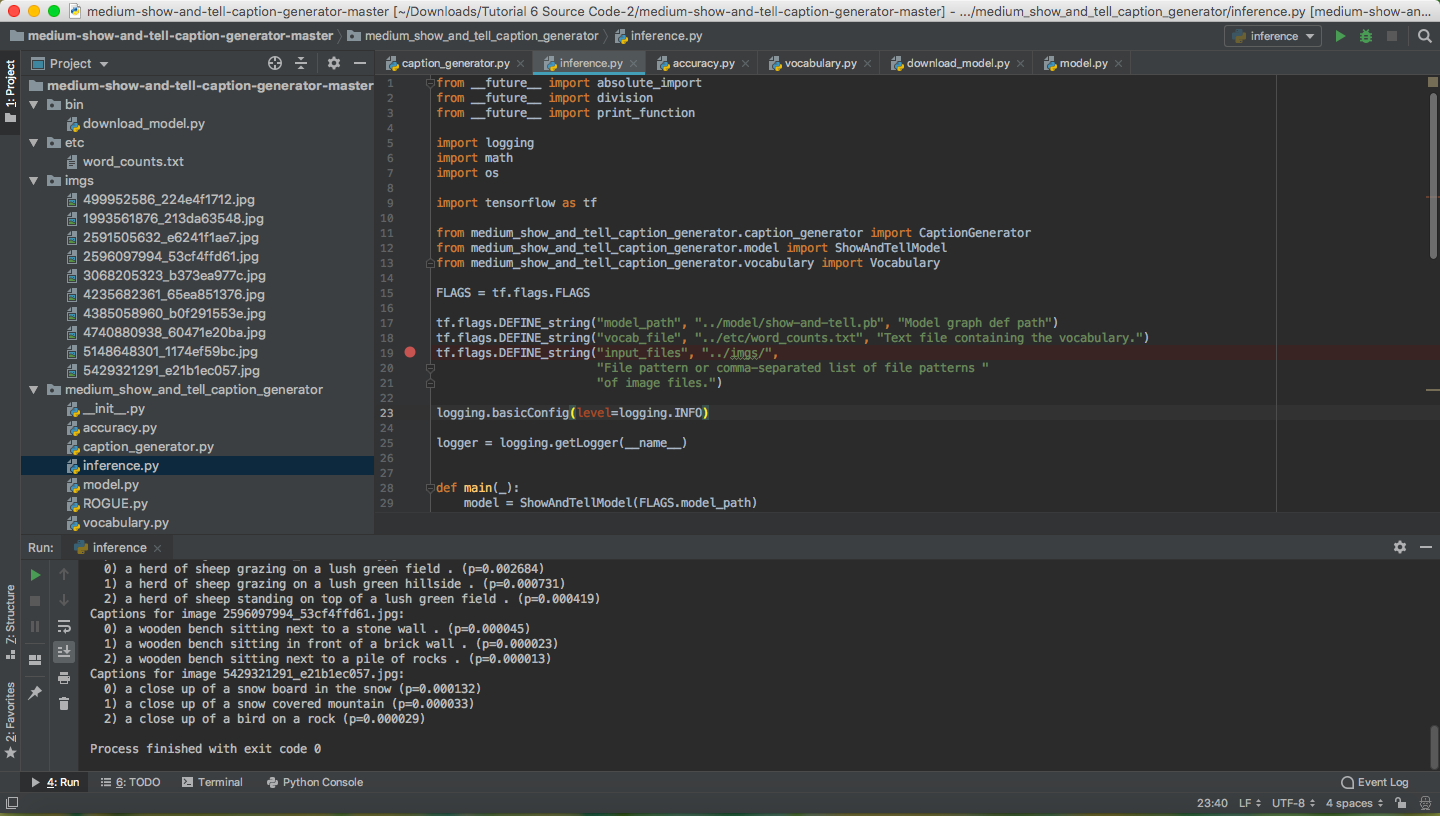 medium-show-and-tell-caption-generator-master [~/Downloads/Tutorial 6 Source Code-2/medium-show-and-tell-caption-generator-master] - .../medium_show_and_tell_caption_generator/inference.py [medium-show-an...
medium-show-and-tell-caption-generator-master medium_show_and_tell_caption_generator inference.py inference
Project
caption_generator.py inference.py accuracy.py vocabulary.py download_model.py model.py
1: Project
medium-show-and-tell-caption-generator-master
bin
download_model.py
etc
word_counts.txt
imgs
499952586_224e4f1712.jpg
1993561876_213da63548.jpg
2591505632_e6241f1ae7.jpg
2596097994_53cf4ffd61.jpg
3068205323_b373ea977c.jpg
4235682361_65ea851376.jpg
4385058960_b0f291553e.jpg
4740880938_60471e20ba.jpg
5148648301_1174ef59bc.jpg
5429321291_e21b1ec057.jpg
medium_show_and_tell_caption_generator
__init__.py
accuracy.py
caption_generator.py
inference.py
model.py
ROGUE.py
vocabulary.py
1 from __future__ import absolute_import
2 from __future__ import division
3 from __future__ import print_function
4
5 import logging
6 import math
7 import os
8
9 import tensorflow as tf
10
11 from medium_show_and_tell_caption_generator.caption_generator import CaptionGenerator
12 from medium_show_and_tell_caption_generator.model import ShowAndTellModel
13 from medium_show_and_tell_caption_generator.vocabulary import Vocabulary
14
15 FLAGS = tf.flags.FLAGS
16
17 tf.flags.DEFINE_string("model_path", "../model/show-and-tell.pb", "Model graph def path")
18 tf.flags.DEFINE_string("vocab_file", "../etc/word_counts.txt", "Text file containing the vocabulary.")
19 tf.flags.DEFINE_string("input_files", "../imgs/",
20 "File pattern or comma-separated list of file patterns "
21 "of image files.")
22
23 logging.basicConfig(level=logging.INFO)
24
25 logger = logging.getLogger(__name__)
26
27
28 def main(_):
29 model = ShowAndTellModel(FLAGS.model_path)
Run: inference
0) a herd of sheep grazing on a lush green field . (p=0.002684)
1) a herd of sheep grazing on a lush green hillside . (p=0.000731)
2) a herd of sheep standing on top of a lush green field . (p=0.000419)
Captions for image 2596097994_53cf4ffd61.jpg:
0) a wooden bench sitting next to a stone wall . (p=0.000045)
1) a wooden bench sitting in front of a brick wall . (p=0.000023)
2) a wooden bench sitting next to a pile of rocks . (p=0.000013)
Captions for image 5429321291_e21b1ec057.jpg:
0) a close up of a snow board in the snow (p=0.000132)
1) a close up of a snow covered mountain (p=0.000033)
2) a close up of a bird on a rock (p=0.000029)
Process finished with exit code 0
7: Structure
2: Favorites
4: Run 6: TODO Terminal Python Console Event Log
23:40 LF UTF-8 4 spaces